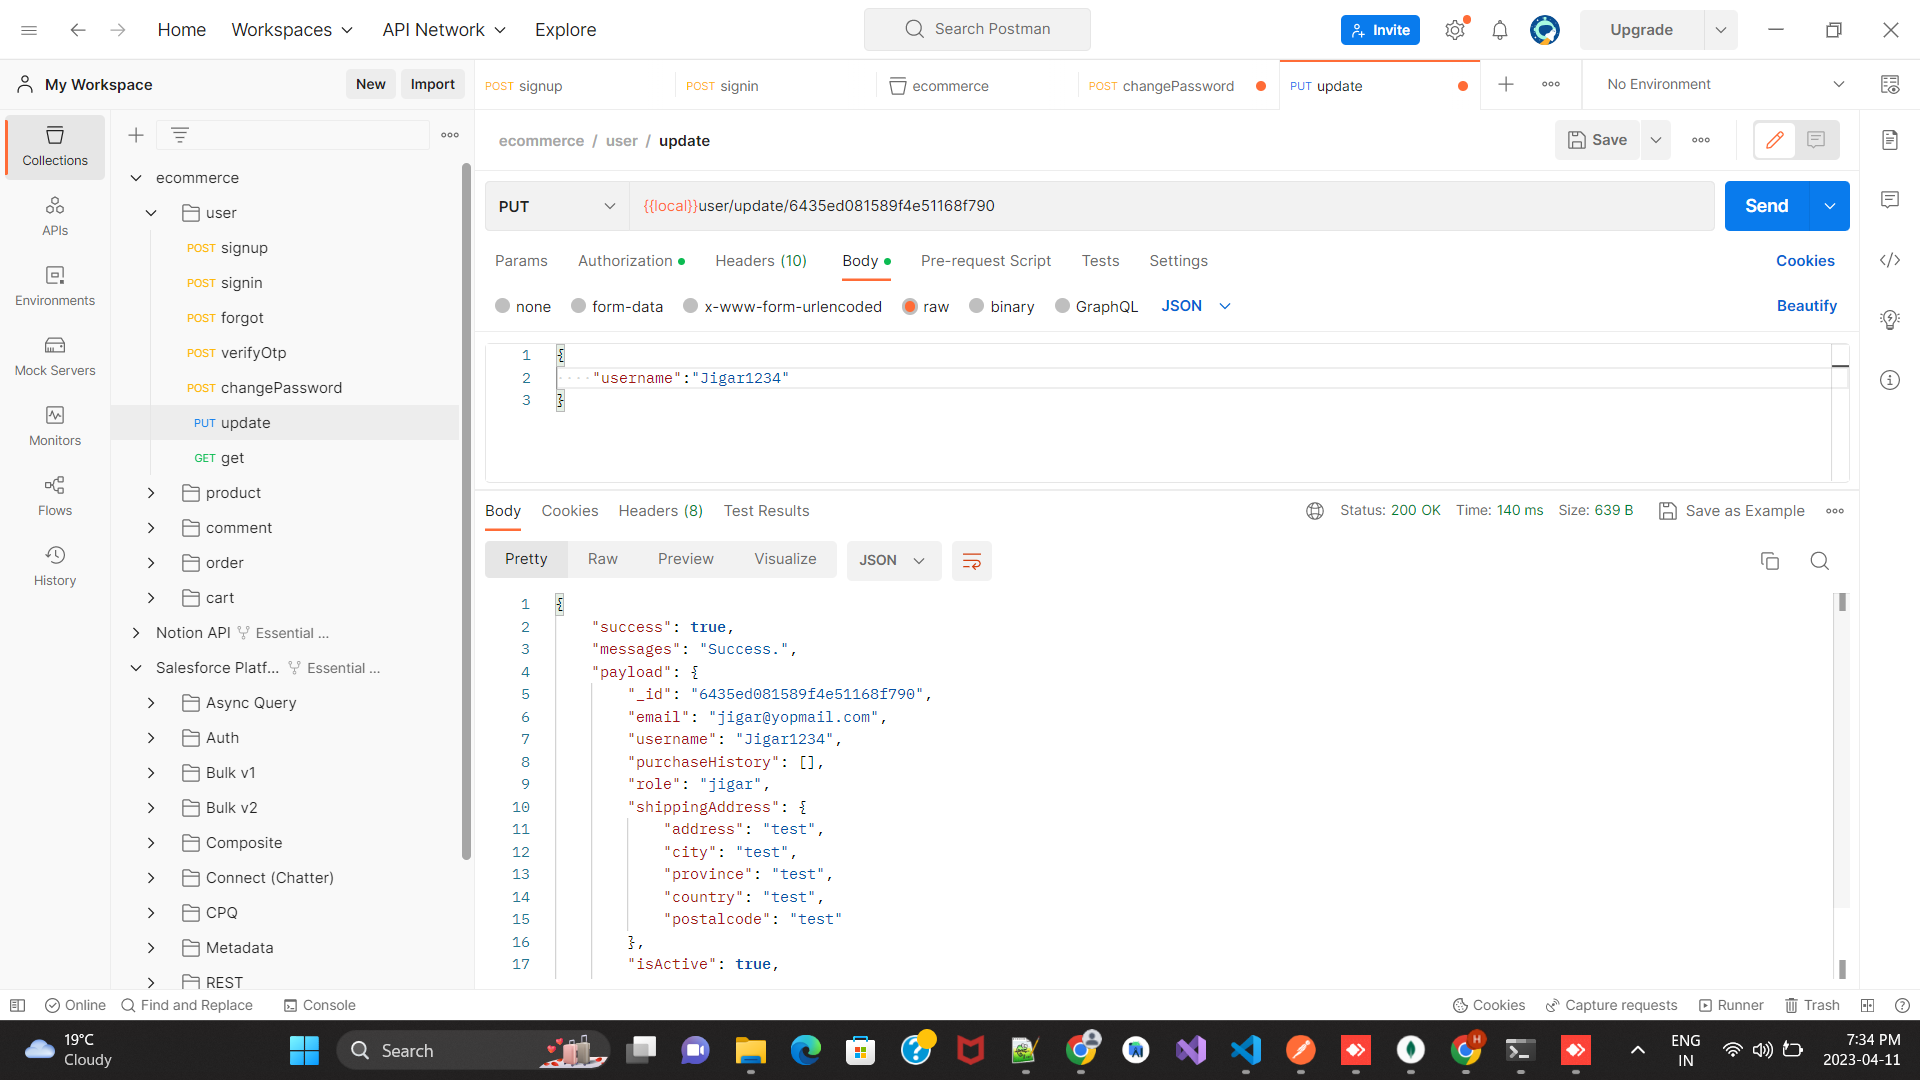 Home Workspaces API Network Explore Search Postman Invite Upgrade
My Workspace New Import POST signup POST signin ecommerce POST changePassword PUT update No Environment
Collections
APIs
Environments
Mock Servers
Monitors
Flows
History
ecommerce
user
POST signup
POST signin
POST forgot
POST verifyOtp
POST changePassword
PUT update
GET get
product
comment
order
cart
Notion API Essential ...
Salesforce Platf... Essential ...
Async Query
Auth
Bulk v1
Bulk v2
Composite
Connect (Chatter)
CPQ
Metadata
REST
ecommerce / user / update Save
PUT {{local}}user/update/6435ed081589f4e51168f790 Send
Params Authorization Headers (10) Body Pre-request Script Tests Settings Cookies
none form-data x-www-form-urlencoded raw binary GraphQL JSON Beautify
1 {
2 ····"username":"Jigar1234"
3 }
Body Cookies Headers (8) Test Results Status: 200 OK Time: 140 ms Size: 639 B Save as Example
Pretty Raw Preview Visualize JSON
1 {
2 "success": true,
3 "messages": "Success.",
4 "payload": {
5 "_id": "6435ed081589f4e51168f790",
6 "email": "jigar@yopmail.com",
7 "username": "Jigar1234",
8 "purchaseHistory": [],
9 "role": "jigar",
10 "shippingAddress": {
11 "address": "test",
12 "city": "test",
13 "province": "test",
14 "country": "test",
15 "postalcode": "test"
16 },
17 "isActive": true,
Online Find and Replace Console Cookies Capture requests Runner Trash
19°C
Cloudy
Search
H
ENG
IN
7:34 PM
2023-04-11